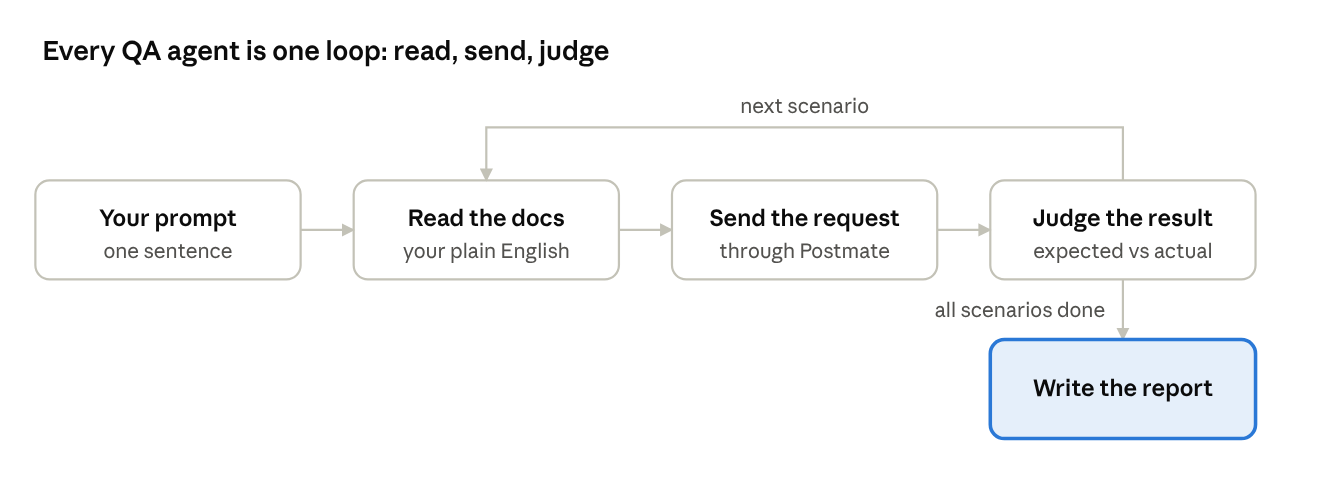 Every QA agent is one loop: read, send, judge
next scenario
Your prompt
one sentence
Read the docs
your plain English
Send the request
through Postmate
Judge the result
expected vs actual
all scenarios done
Write the report